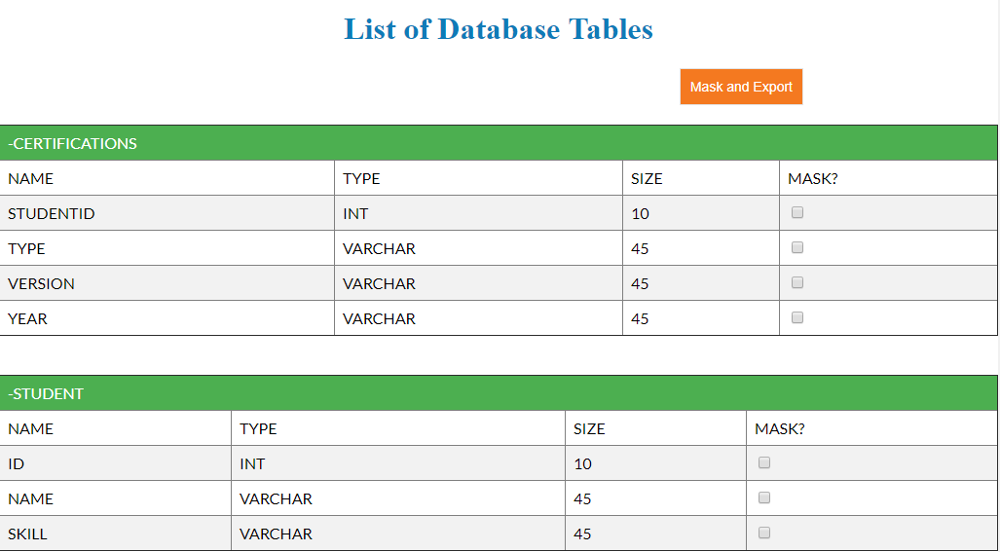 List of Database Tables
Mask and Export
-CERTIFICATIONS
NAME TYPE SIZE MASK?
STUDENTID INT 10
TYPE VARCHAR 45
VERSION VARCHAR 45
YEAR VARCHAR 45
-STUDENT
NAME TYPE SIZE MASK?
ID INT 10
NAME VARCHAR 45
SKILL VARCHAR 45